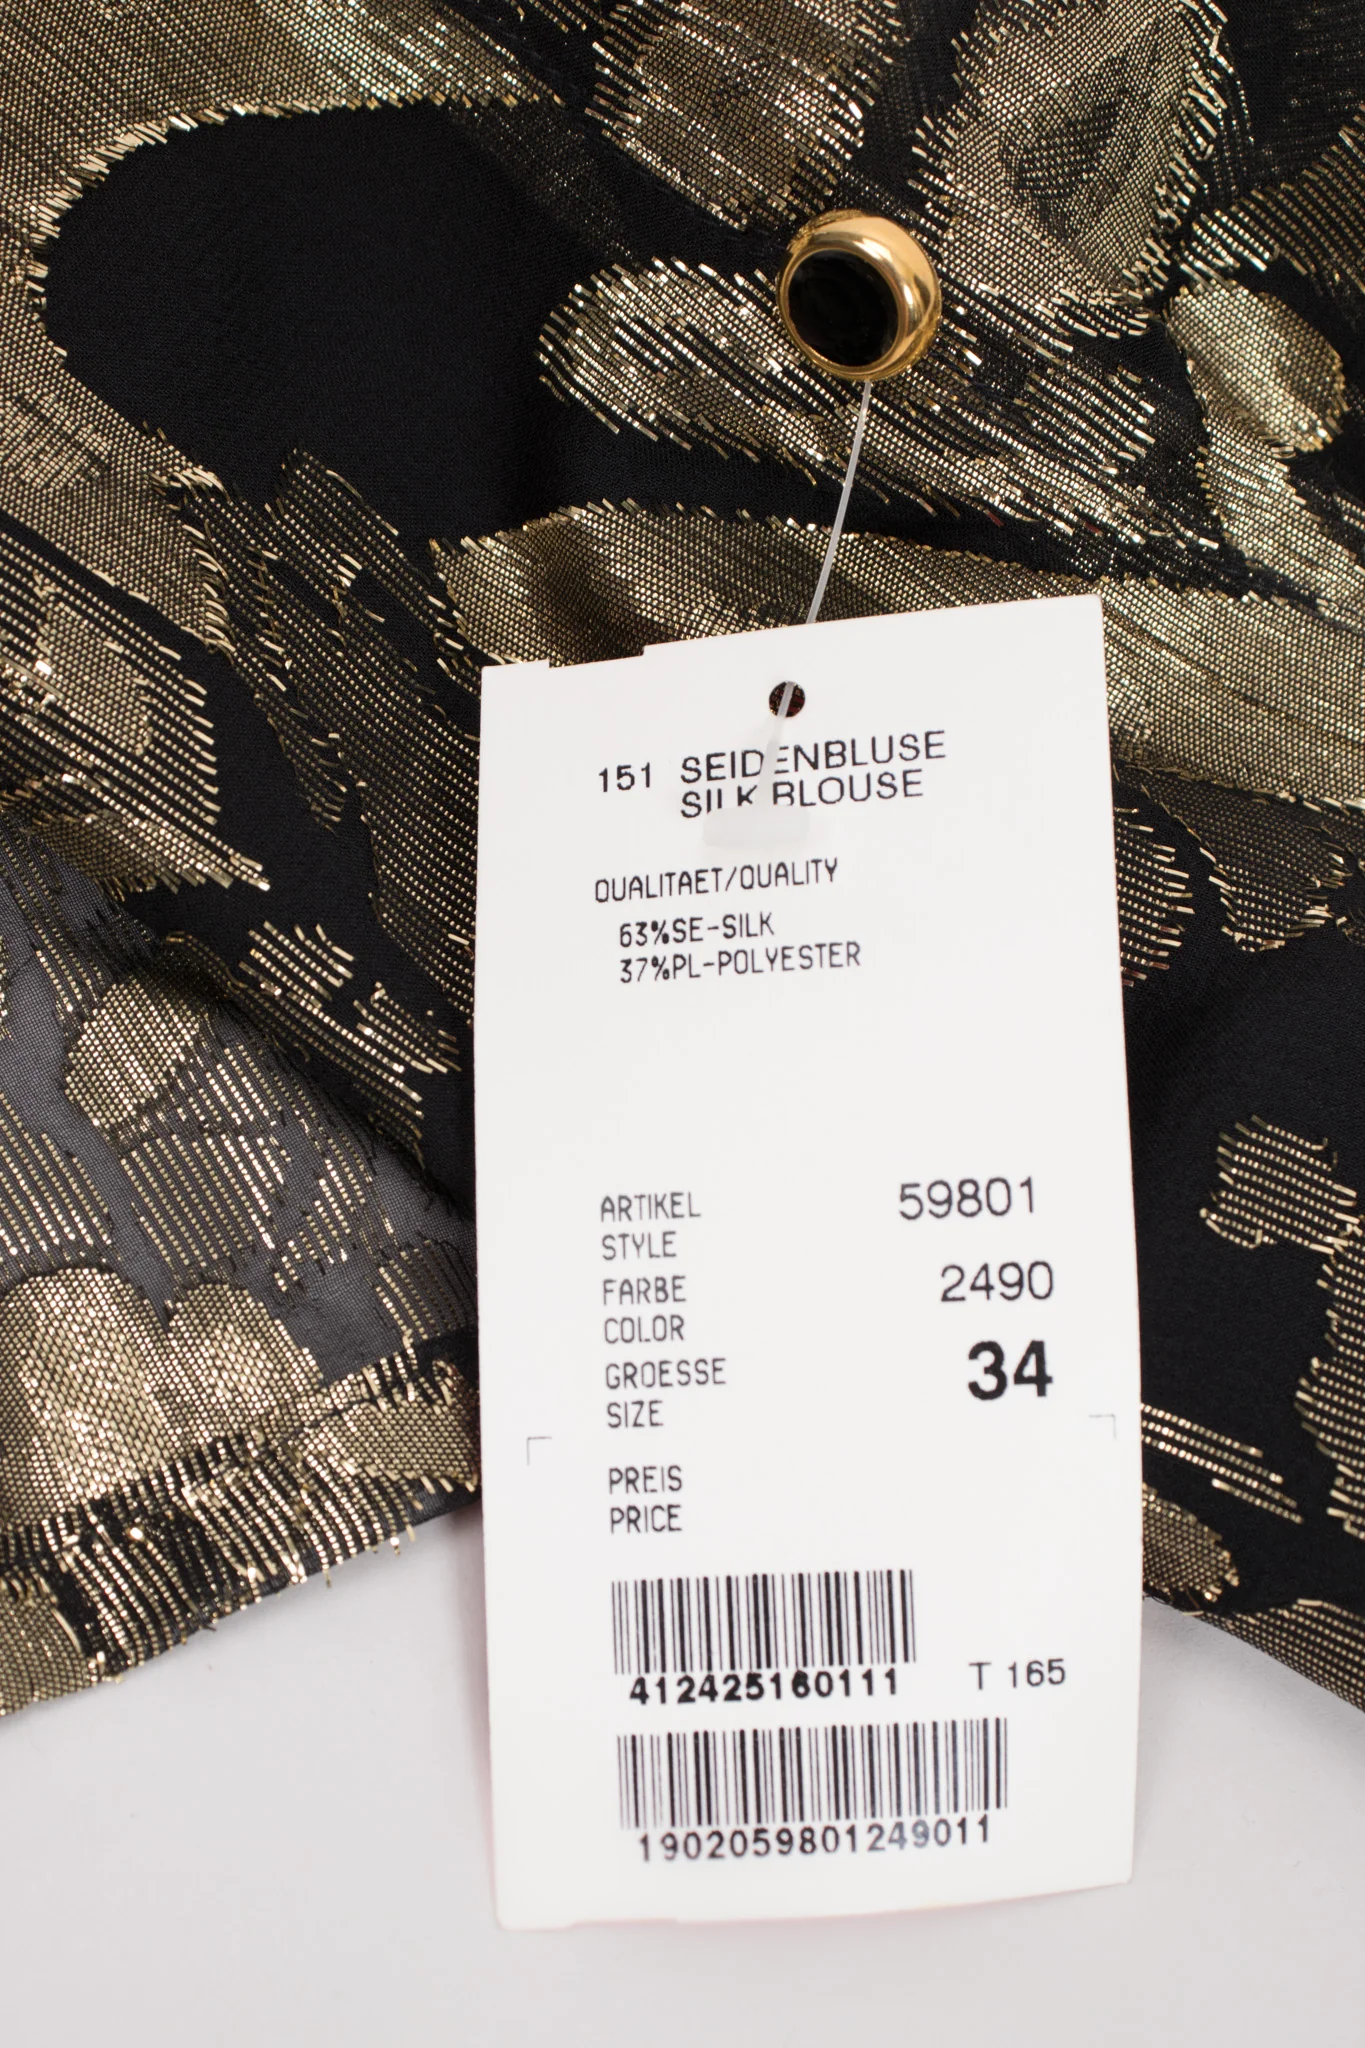 151 SEIDENBLUSE
SILK BLOUSE
QUALITAET/QUALITY
63%SE-SILK
37%PL-POLYESTER
ARTIKEL 59801
STYLE
FARBE 2490
COLOR
GROESSE 34
SIZE
PREIS
PRICE
412425160111 T 165
1902059801249011